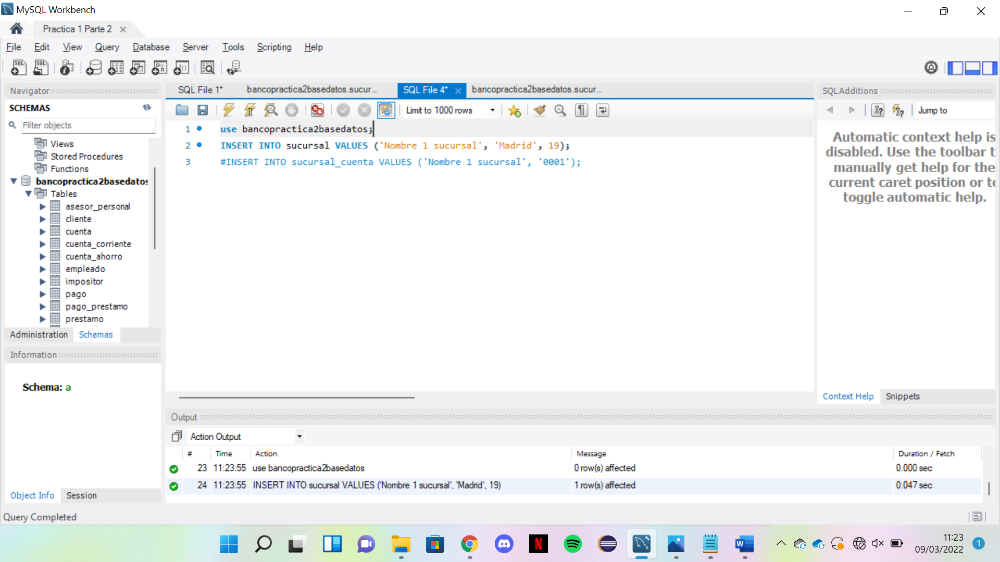 MySQL Workbench
Practica 1 Parte 2
File Edit View Query Database Server Tools Scripting Help
Navigator
SCHEMAS
Filter objects
Views
Stored Procedures
Functions
bancopractica2basedatos
Tables
asesor_personal
cliente
cuenta
cuenta_corriente
cuenta_ahorro
empleado
impositor
pago
pago_prestamo
prestamo
Administration Schemas
Information
Schema: a
Object Info Session
Query Completed
SQL File 1* bancopractica2basedatos.sucur... SQL File 4* bancopractica2basedatos.sucur...
Limit to 1000 rows
1 use bancopractica2basedatos;
2 INSERT INTO sucursal VALUES ('Nombre 1 sucursal', 'Madrid', 19);
3 #INSERT INTO sucursal_cuenta VALUES ('Nombre 1 sucursal', '0001');
SQLAdditions
Jump to
Automatic context help is
disabled. Use the toolbar t
manually get help for the
current caret position or to
toggle automatic help.
Context Help Snippets
Output
Action Output
# Time Action Message Duration / Fetch
23 11:23:55 use bancopractica2basedatos 0 row(s) affected 0.000 sec
24 11:23:55 INSERT INTO sucursal VALUES ('Nombre 1 sucursal', 'Madrid', 19) 1 row(s) affected 0.047 sec
11:23
09/03/2022
1